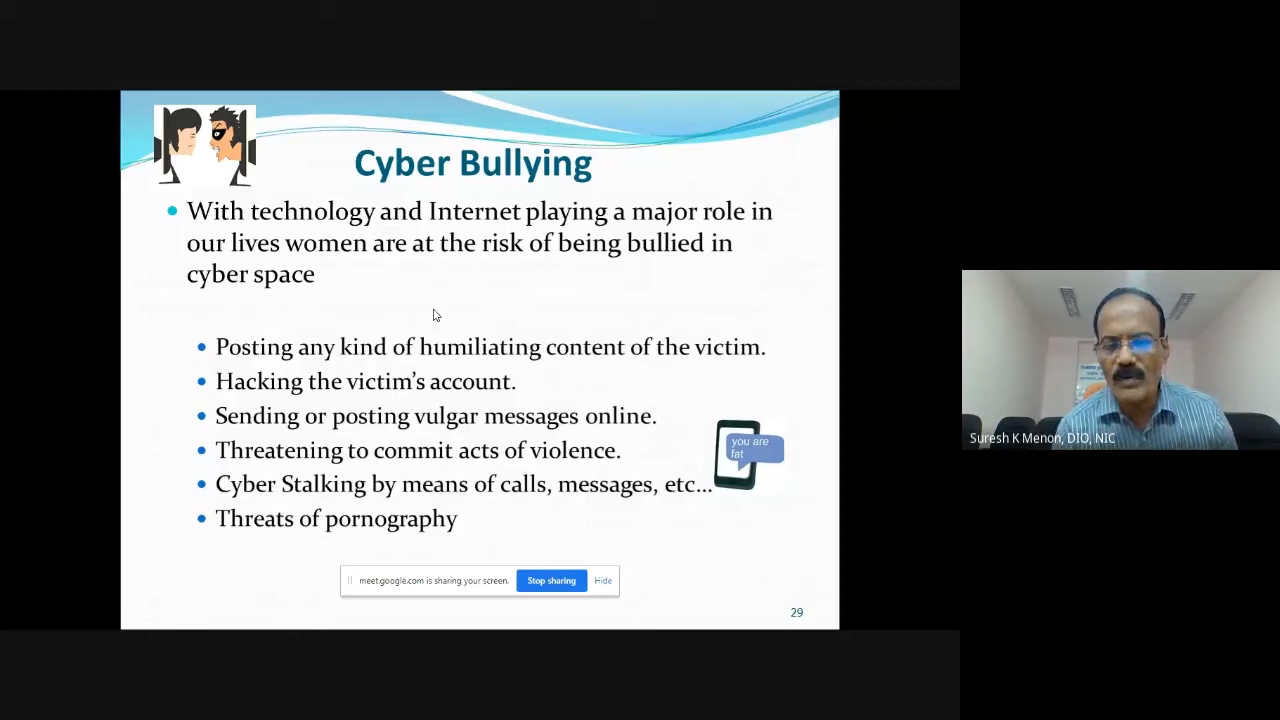 Cyber Bullying
With technology and Internet playing a major role in
our lives women are at the risk of being bullied in
cyber space
Posting any kind of humiliating content of the victim.
Hacking the victim's account.
Sending or posting vulgar messages online.
Threatening to commit acts of violence.
you are
fat
Cyber Stalking by means of calls, messages, etc...
Threats of pornography
meet.google.com is sharing your screen.
Stop sharing
Hide
29
Suresh K Menon, DIO, NIC